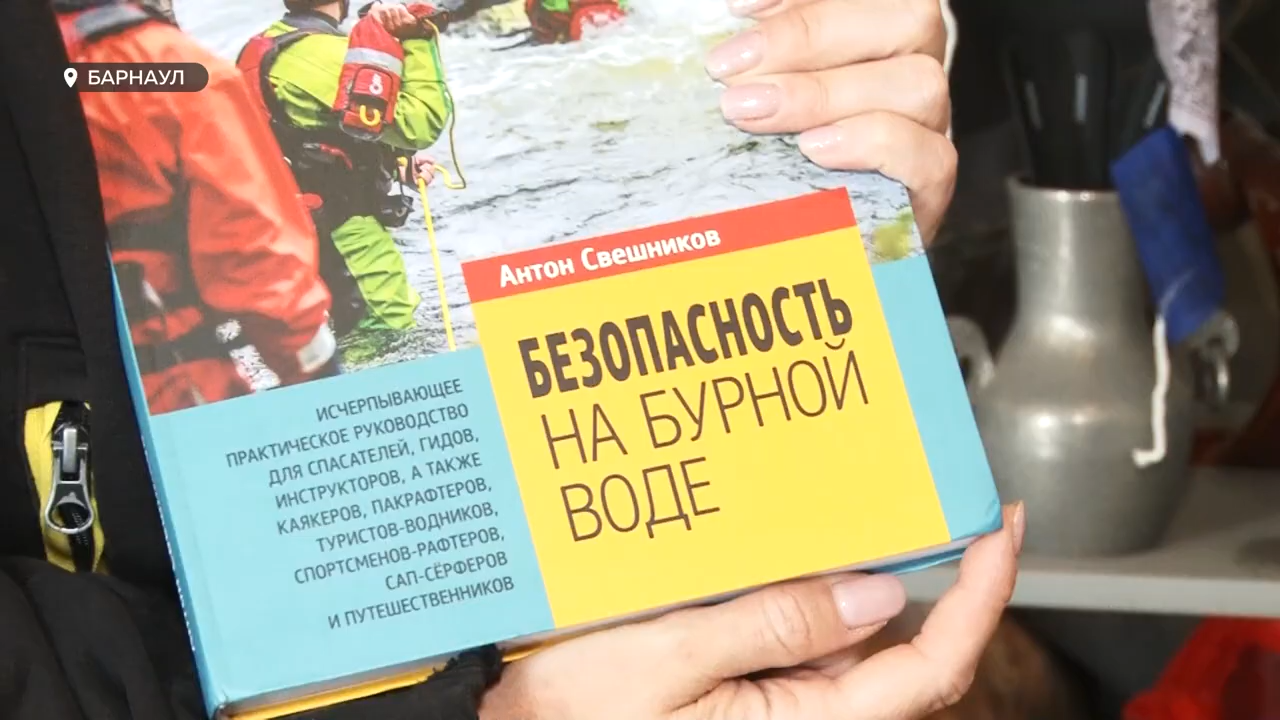 БАРНАУЛ
Антон Свешников
БЕЗОПАСНОСТЬ
НА БУРНОЙ
ВОДЕ
ИСЧЕРПЫВАЮЩЕЕ
ПРАКТИЧЕСКОЕ РУКОВОДСТВО
ДЛЯ СПАСАТЕЛЕЙ, ГИДОВ,
ИНСТРУКТОРОВ, А ТАКЖЕ
КАЯКЕРОВ, ПАКРАФТЕРОВ,
ТУРИСТОВ-ВОДНИКОВ,
СПОРТСМЕНОВ-РАФТЕРОВ,
САП-СЁРФЕРОВ
И ПУТЕШЕСТВЕННИКОВ